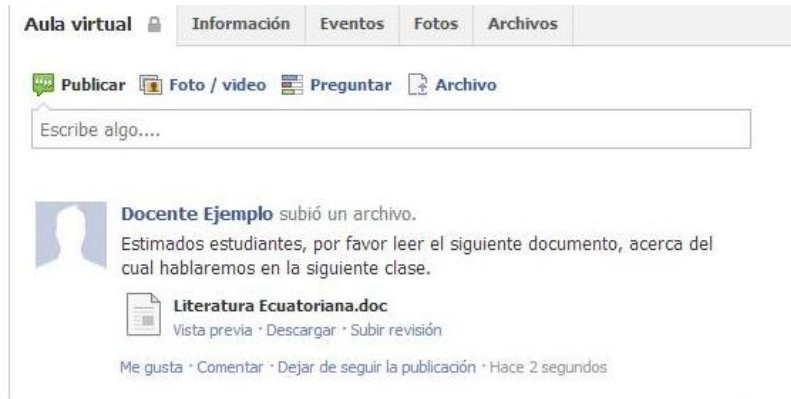 Aula virtual Información Eventos Fotos Archivos
Publicar Foto / video Preguntar Archivo
Escribe algo....
Docente Ejemplo subió un archivo.
Estimados estudiantes, por favor leer el siguiente documento, acerca del
cual hablaremos en la siguiente clase.
Literatura Ecuatoriana.doc
Vista previa · Descargar · Subir revisión
Me gusta · Comentar · Dejar de seguir la publicación · Hace 2 segundos